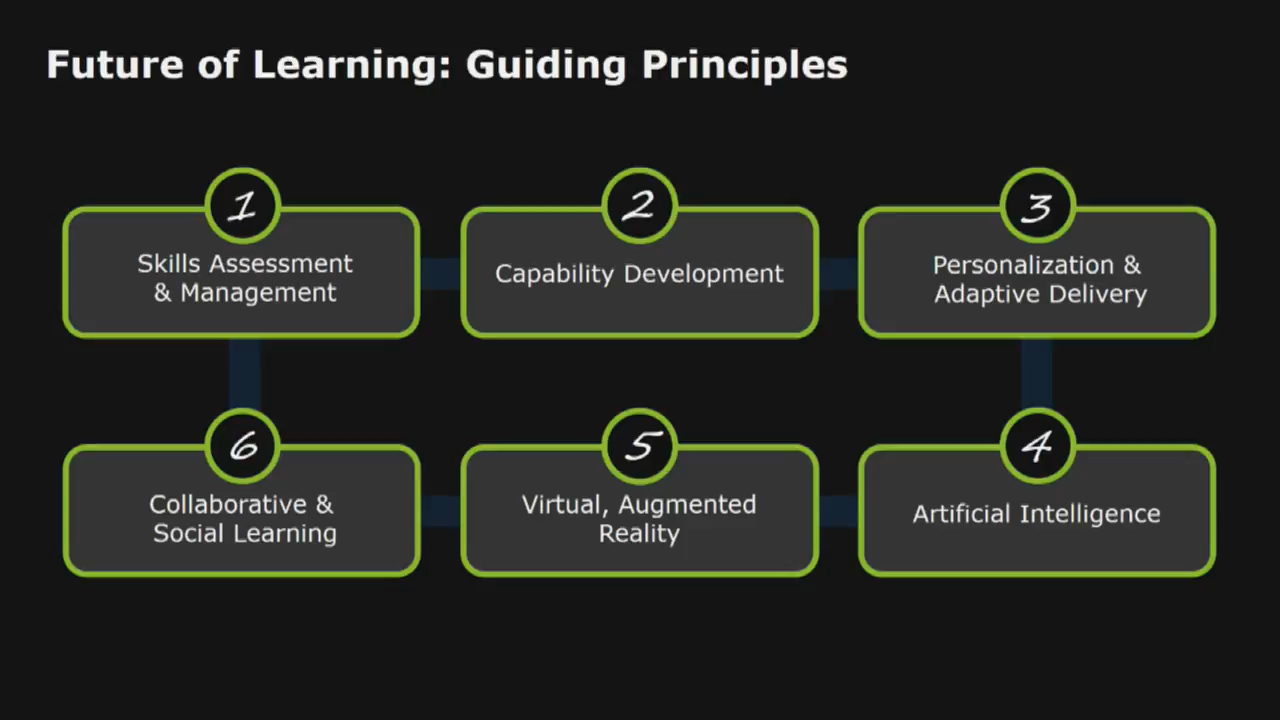 Future of Learning: Guiding Principles
1
Skills Assessment
& Management
2
Capability Development
3
Personalization &
Adaptive Delivery
6
Collaborative &
Social Learning
5
Virtual, Augmented
Reality
4
Artificial Intelligence